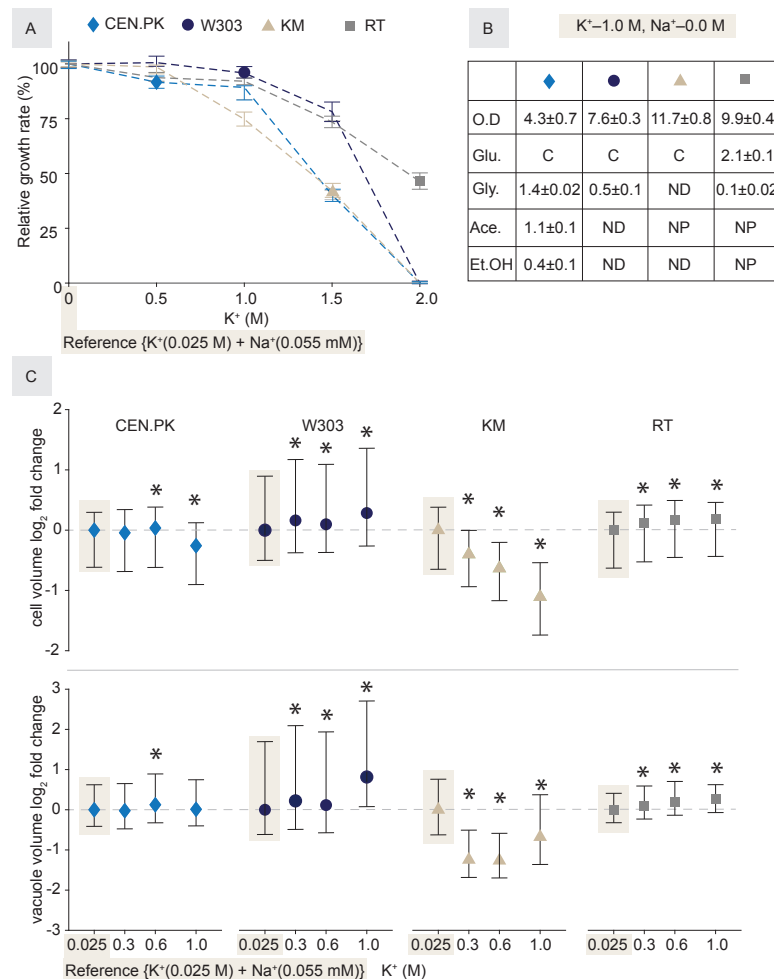 A
CEN.PK W303 KM RT
Relative growth rate (%)
100
75
50
25
0
0 0.5 1.0 1.5 2.0
K⁺ (M)
Reference {K⁺(0.025 M) + Na⁺(0.055 mM)}
B
K⁺–1.0 M, Na⁺–0.0 M
O.D 4.3±0.7 7.6±0.3 11.7±0.8 9.9±0.4
Glu. C C C 2.1±0.1
Gly. 1.4±0.02 0.5±0.1 ND 0.1±0.02
Ace. 1.1±0.1 ND NP NP
Et.OH 0.4±0.1 ND ND NP
C
CEN.PK W303 KM RT
cell volume log₂ fold change
2
1
0
-1
-2
* * * * * * * * * * *
vacuole volume log₂ fold change
3
2
1
0
-1
-2
-3
* * * * * * * * * *
0.025 0.3 0.6 1.0 0.025 0.3 0.6 1.0 0.025 0.3 0.6 1.0 0.025 0.3 0.6 1.0
Reference {K⁺(0.025 M) + Na⁺(0.055 mM)} K⁺ (M)